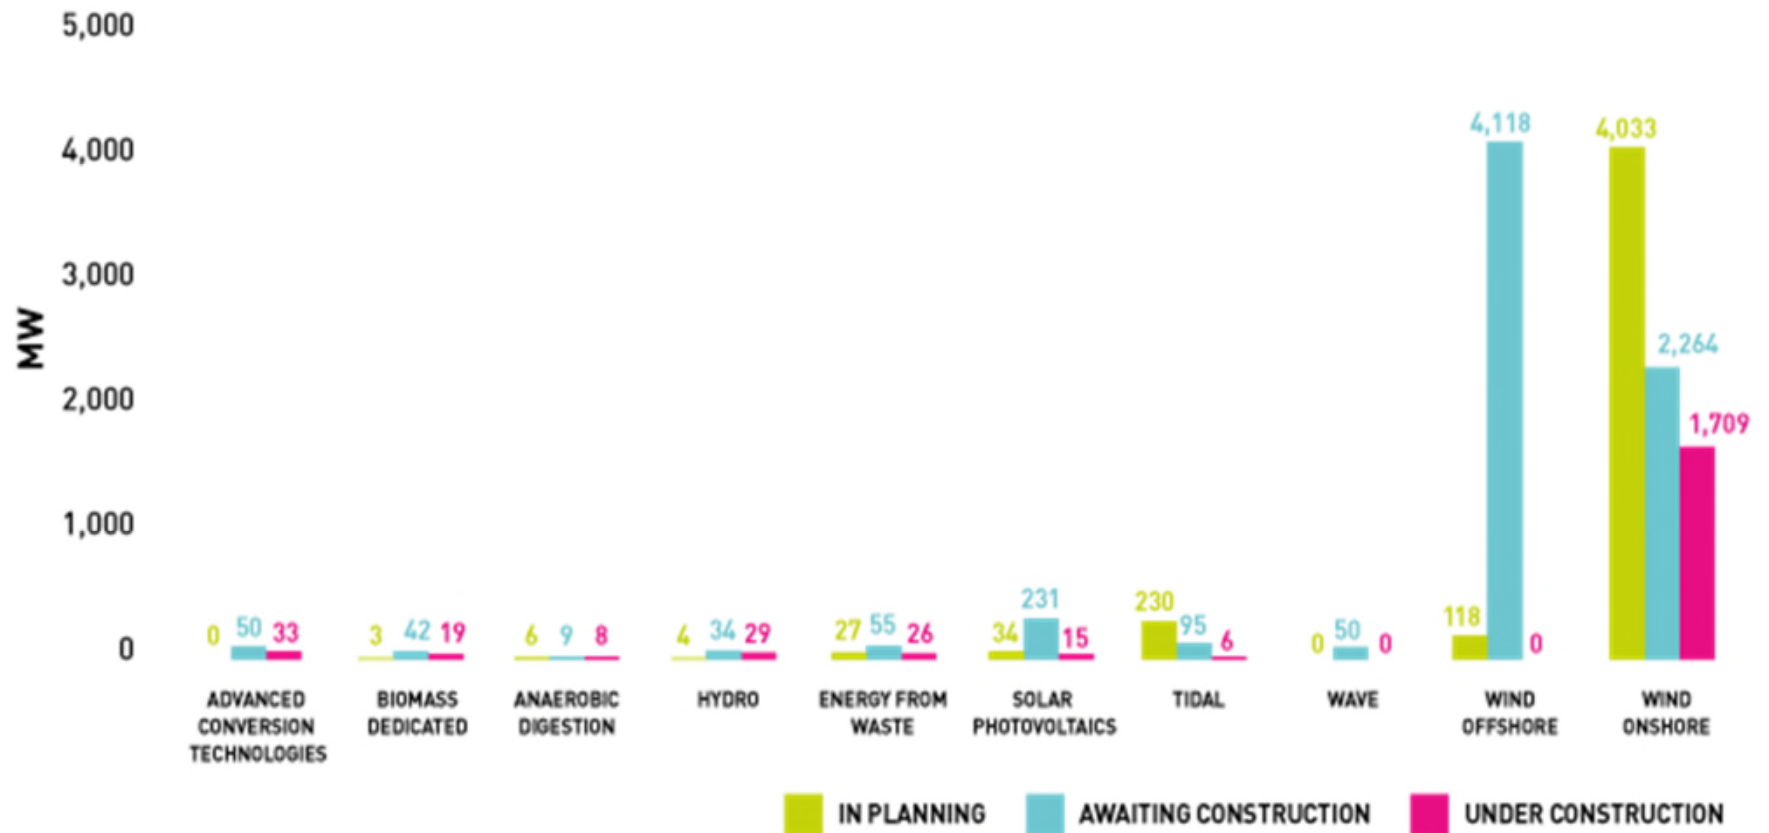 5,000
4,000
3,000
2,000
1,000
0
MW
0 50 33
3 42 19
6 9 8
4 34 29
27 55 26
34 231 15
230 95 6
0 50 0
118 4,118 0
4,033 2,264 1,709
ADVANCED
CONVERSION
TECHNOLOGIES
BIOMASS
DEDICATED
ANAEROBIC
DIGESTION
HYDRO
ENERGY FROM
WASTE
SOLAR
PHOTOVOLTAICS
TIDAL
WAVE
WIND
OFFSHORE
WIND
ONSHORE
IN PLANNING
AWAITING CONSTRUCTION
UNDER CONSTRUCTION